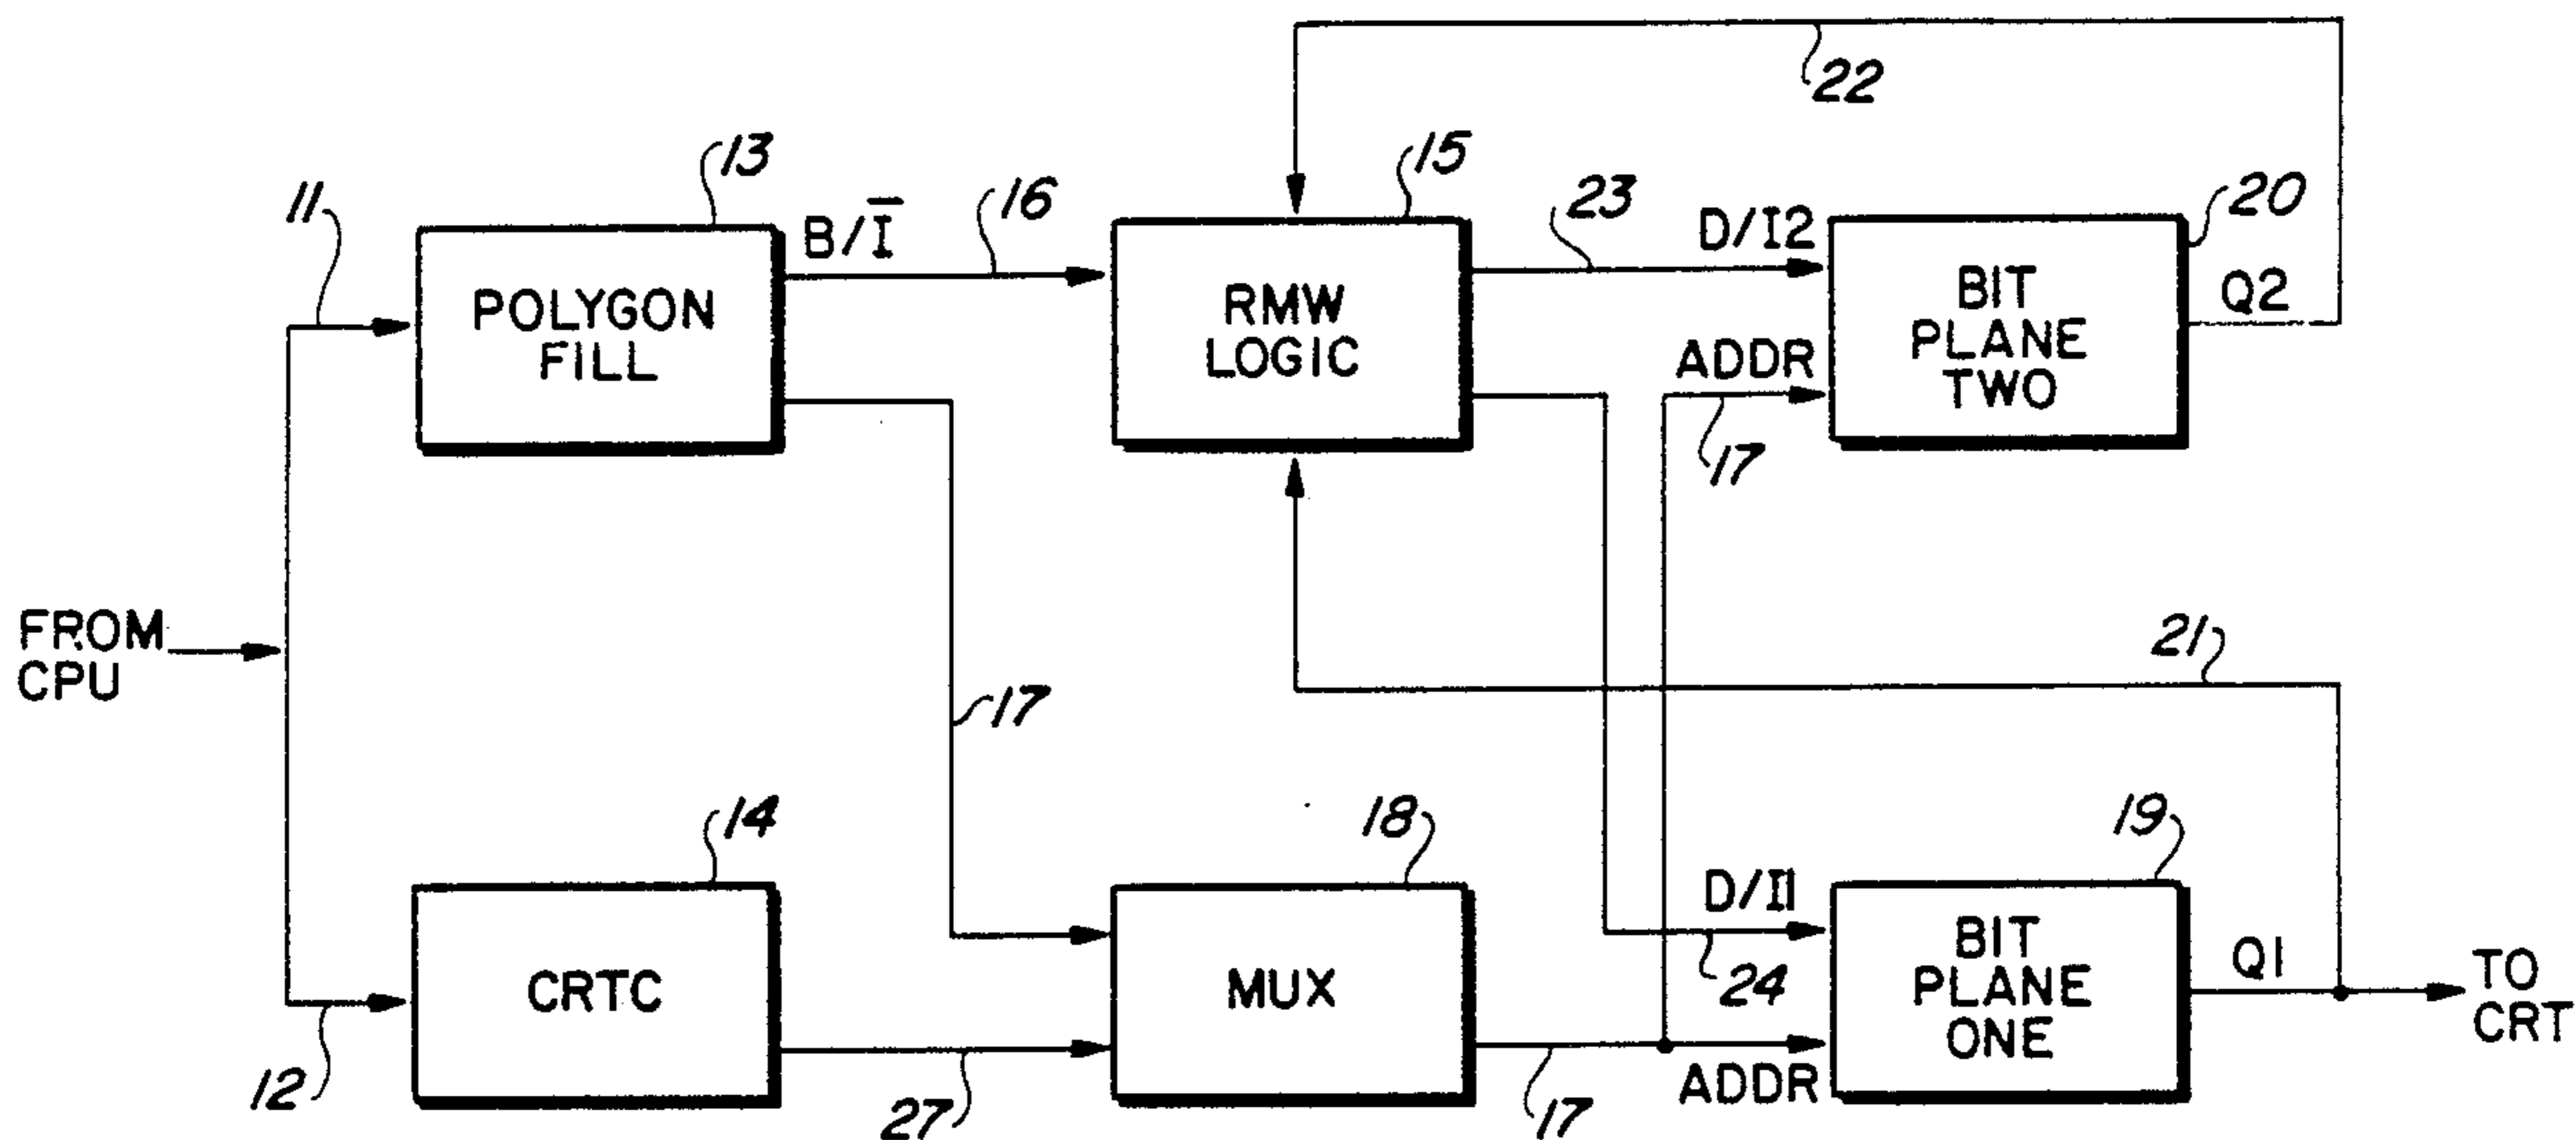 22
13
15
11
B/I̅
16
23
D/I2
20
POLYGON
FILL
RMW
LOGIC
BIT
PLANE
TWO
Q2
ADDR
17
FROM
CPU
17
21
14
18
19
D/I1
CRTC
MUX
BIT
PLANE
ONE
Q1
TO
CRT
24
12
27
17
ADDR